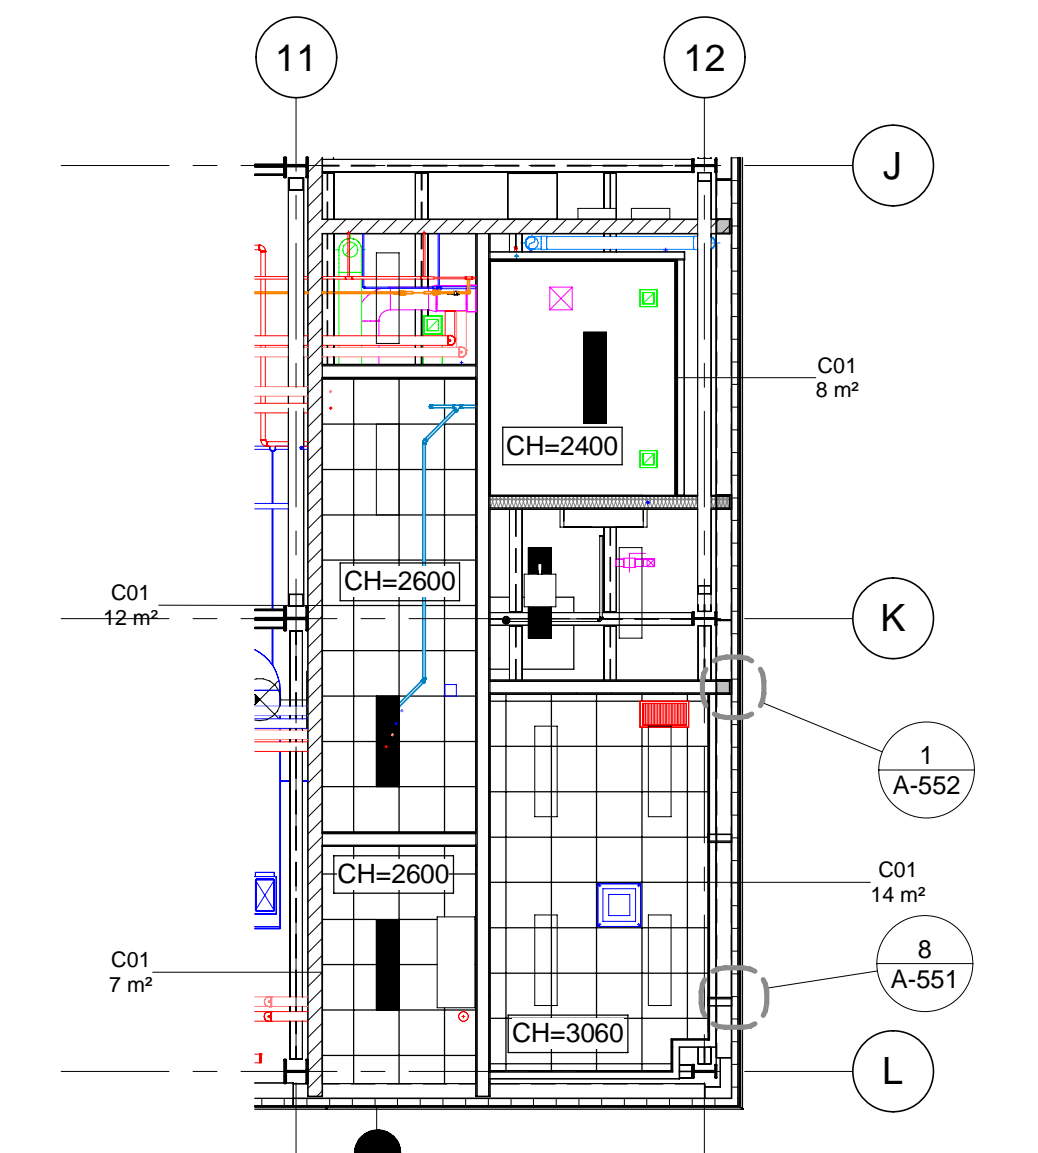 11
12
J
C01
8 m²
CH=2400
CH=2600
C01
12 m²
K
1
A-552
CH=2600
C01
14 m²
8
A-551
C01
7 m²
CH=3060
L